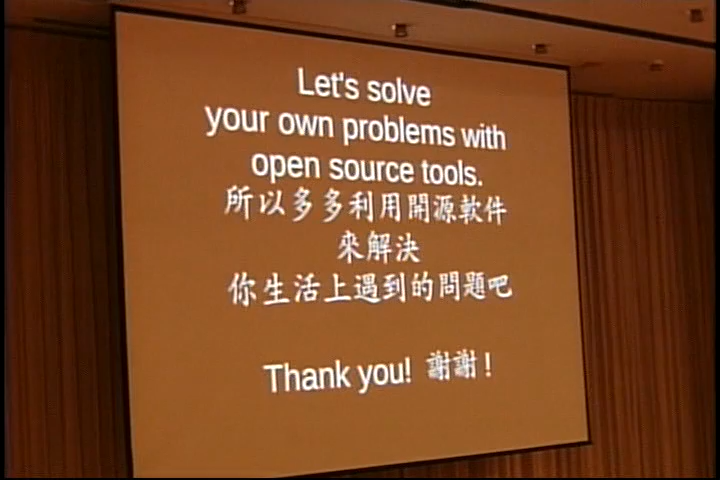 Let's solve
your own problems with
open source tools.
所以多多利用開源軟件
來解決
你生活上遇到的問題吧
Thank you! 謝謝!